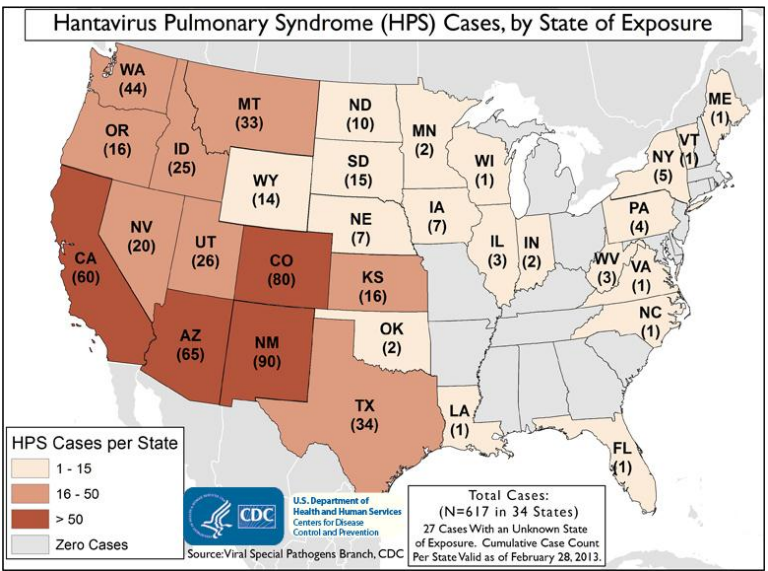 Hantavirus Pulmonary Syndrome (HPS) Cases, by State of Exposure
WA
(44)
MT
(33)
ND
(10)
MN
(2)
ME
(1)
OR
(16)
ID
(25)
SD
(15)
WI
(1)
VT
(1)
NY
(5)
WY
(14)
NE
(7)
IA
(7)
PA
(4)
NV
(20)
UT
(26)
CO
(80)
IL
(3)
IN
(2)
WV
(3)
VA
(1)
CA
(60)
KS
(16)
NC
(1)
AZ
(65)
NM
(90)
OK
(2)
TX
(34)
LA
(1)
FL
(1)
HPS Cases per State
1 - 15
16 - 50
> 50
Zero Cases
CDC
U.S. Department of
Health and Human Services
Centers for Disease
Control and Prevention
Source:Viral Special Pathogens Branch, CDC
Total Cases:
(N=617 in 34 States)
27 Cases With an Unknown State
of Exposure. Cumulative Case Count
Per State Valid as of February 28, 2013.